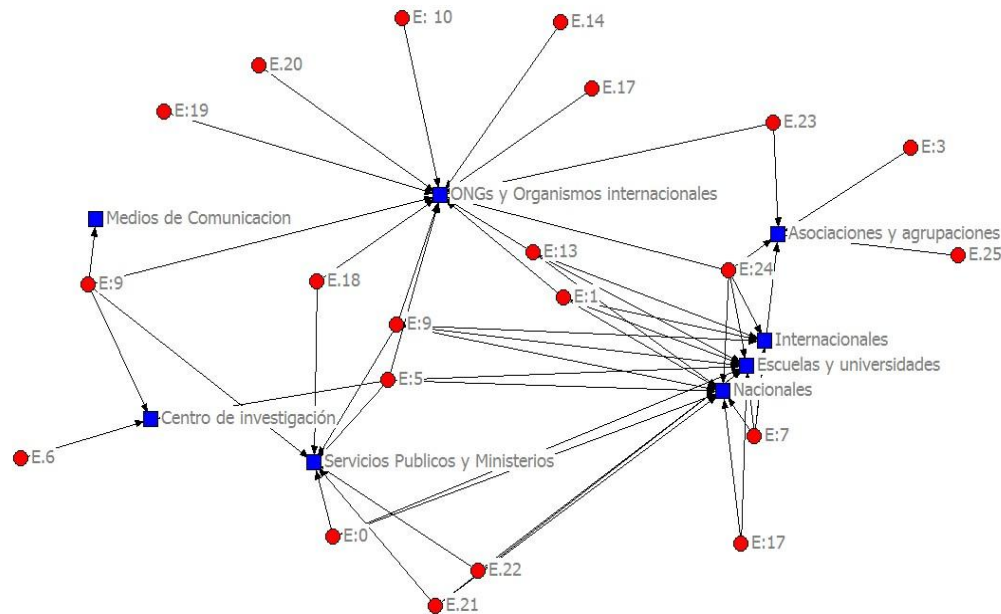 E: 10
E.14
E.20
E.17
E:19
E.23
E:3
ONGs y Organismos internacionales
Medios de Comunicacion
Asociaciones y agrupaciones
E:13
E.25
E:24
E:9
E.18
E:1
E:9
Internacionales
Escuelas y universidades
E:5
Nacionales
Centro de investigación
E:7
E.6
Servicios Publicos y Ministerios
E:0
E:17
E.22
E.21